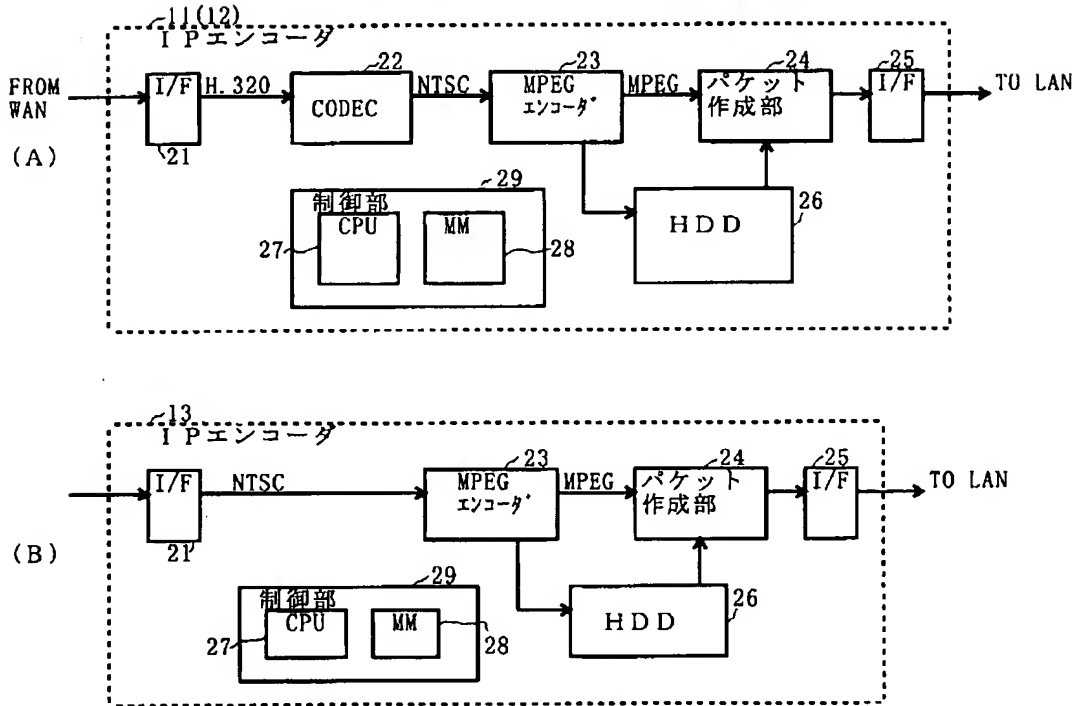 11(12)
IPエンコーダ
22
23
24
25
FROM
WAN
I/F
H.320
CODEC
NTSC
MPEG
エンコーダ
MPEG
パケット
作成部
I/F
TO LAN
(A)
21
29
制御部
CPU
MM
27
28
HDD
26
13
IPエンコーダ
23
24
25
I/F
NTSC
MPEG
エンコーダ
MPEG
パケット
作成部
I/F
TO LAN
(B)
21
29
制御部
CPU
MM
27
28
HDD
26